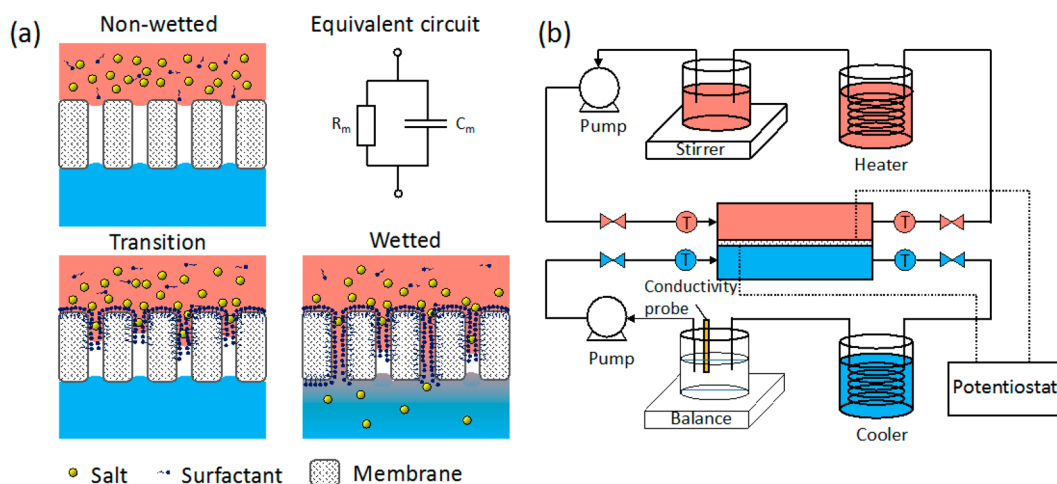 (a)
Non-wetted
Equivalent circuit
Rm
Cm
Transition
Wetted
Salt
Surfactant
Membrane
(b)
Pump
Stirrer
Heater
T
T
T
T
Conductivity
probe
Pump
Balance
Cooler
Potentiostat